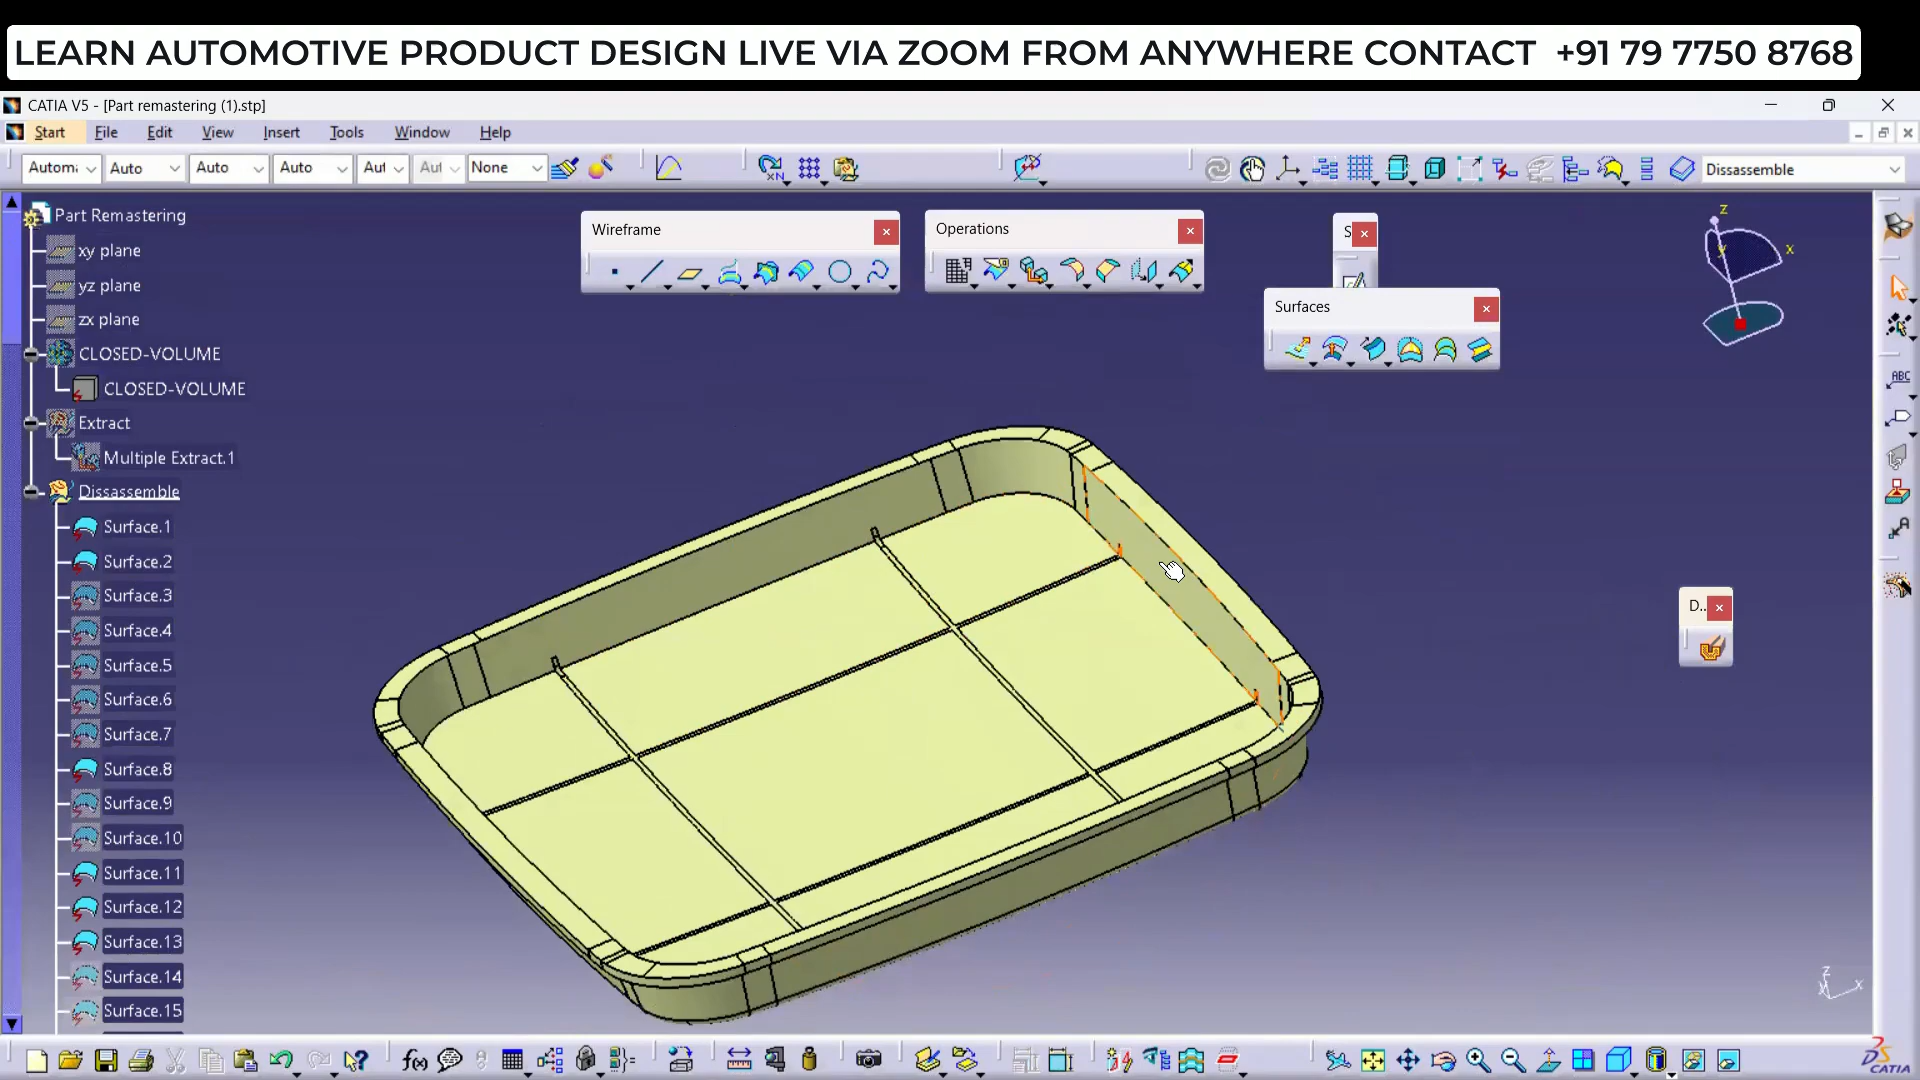 LEARN AUTOMOTIVE PRODUCT DESIGN LIVE VIA ZOOM FROM ANYWHERE CONTACT +91 79 7750 8768
CATIA V5 - [Part remastering (1).stp]
Start File Edit View Insert Tools Window Help
Auto Auto Auto Aut Aut None Dissassemble
Part Remastering
xy plane
yz plane
zx plane
CLOSED-VOLUME
CLOSED-VOLUME
Extract
Multiple Extract.1
Dissassemble
Surface.1
Surface.2
Surface.3
Surface.4
Surface.5
Surface.6
Surface.7
Surface.8
Surface.9
Surface.10
Surface.11
Surface.12
Surface.13
Surface.14
Surface.15
Wireframe
Operations
S
Surfaces
D..
z
y
x
ABC
z
x
f(x)
CATIA